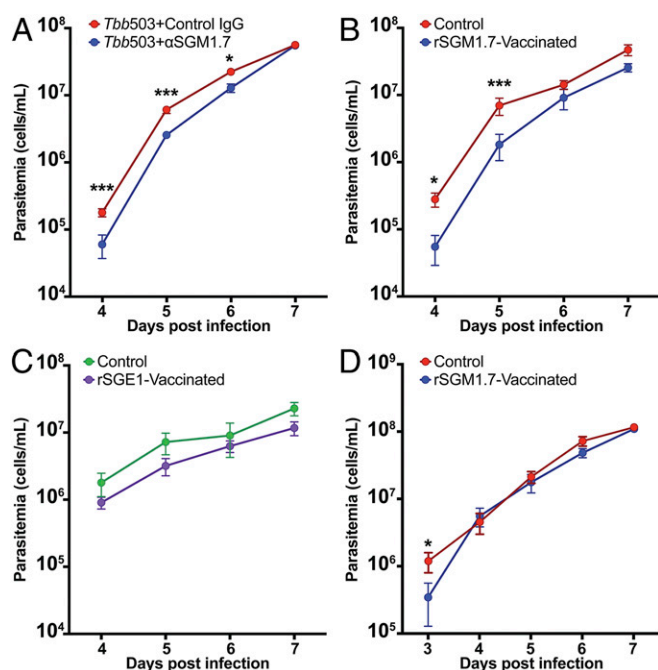 A
Tbb503+Control IgG
Tbb503+αSGM1.7
10⁸
10⁷
10⁶
10⁵
10⁴
Parasitemia (cells/mL)
***
***
*
4 5 6 7
Days post infection
B
Control
rSGM1.7-Vaccinated
10⁸
10⁷
10⁶
10⁵
10⁴
Parasitemia (cells/mL)
*
***
4 5 6 7
Days post infection
C
Control
rSGE1-Vaccinated
10⁸
10⁷
10⁶
10⁵
10⁴
Parasitemia (cells/mL)
4 5 6 7
Days post infection
D
Control
rSGM1.7-Vaccinated
10⁹
10⁸
10⁷
10⁶
10⁵
Parasitemia (cells/mL)
*
3 4 5 6 7
Days post infection